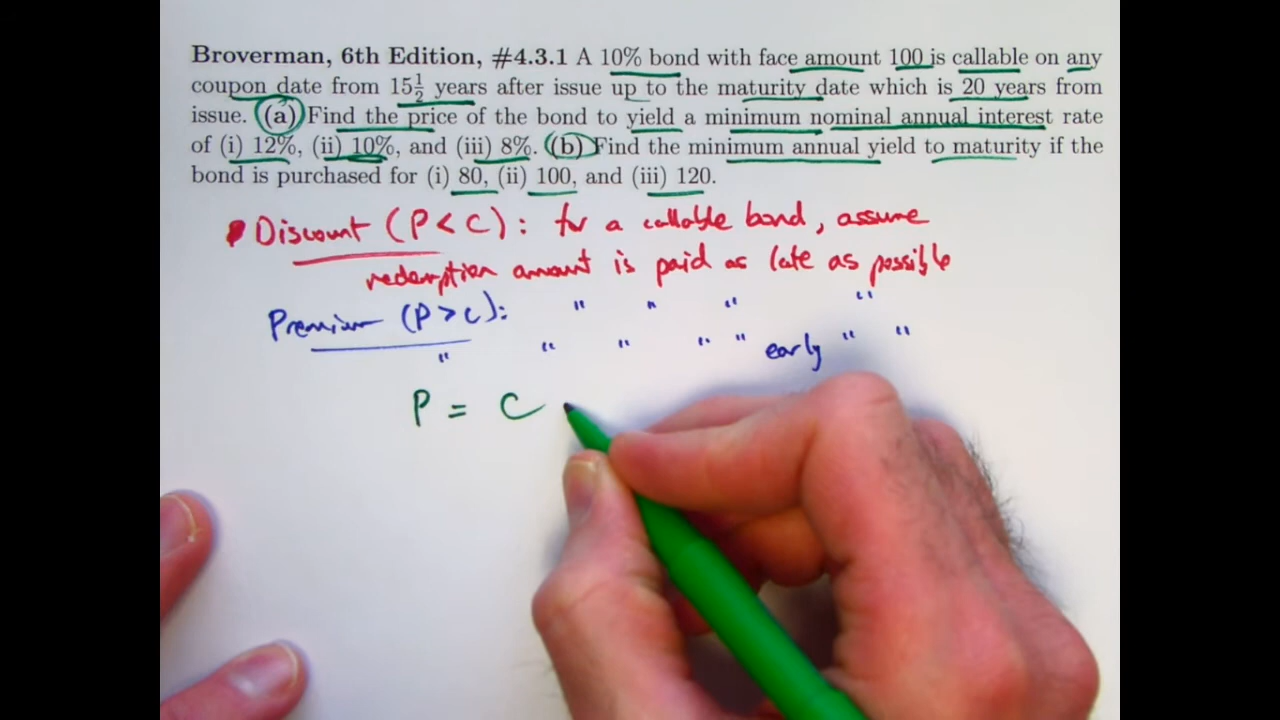 Broverman, 6th Edition, #4.3.1 A 10% bond with face amount 100 is callable on any
coupon date from 15½ years after issue up to the maturity date which is 20 years from
issue. (a) Find the price of the bond to yield a minimum nominal annual interest rate
of (i) 12%, (ii) 10%, and (iii) 8%. (b) Find the minimum annual yield to maturity if the
bond is purchased for (i) 80, (ii) 100, and (iii) 120.
Discount (P < C): for a callable bond, assume
redemption amount is paid as late as possible
Premium (P > C): " " " "
" " " " " early " "
P = C